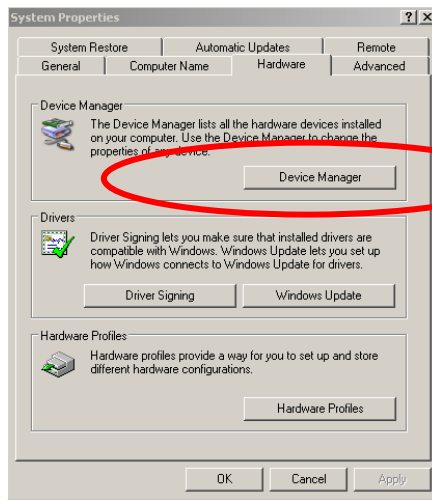 System Properties
System Restore Automatic Updates Remote
General Computer Name Hardware Advanced
Device Manager
The Device Manager lists all the hardware devices installed
on your computer. Use the Device Manager to change the
properties of any device.
Device Manager
Drivers
Driver Signing lets you make sure that installed drivers are
compatible with Windows. Windows Update lets you set up
how Windows connects to Windows Update for drivers.
Driver Signing Windows Update
Hardware Profiles
Hardware profiles provide a way for you to set up and store
different hardware configurations.
Hardware Profiles
OK Cancel Apply